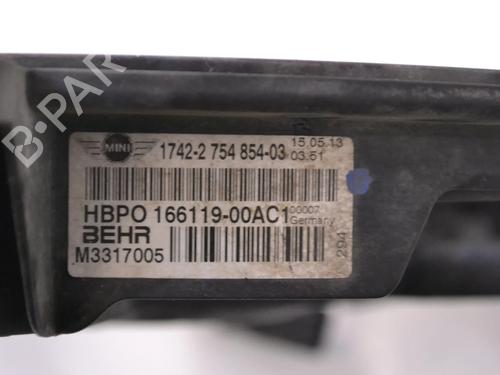 B-PAR
MINI 1742-2 754 854-03 15.05.13
03:51
HBPO 166119-00AC1 00007
Germany
BEHR
M3317005
294